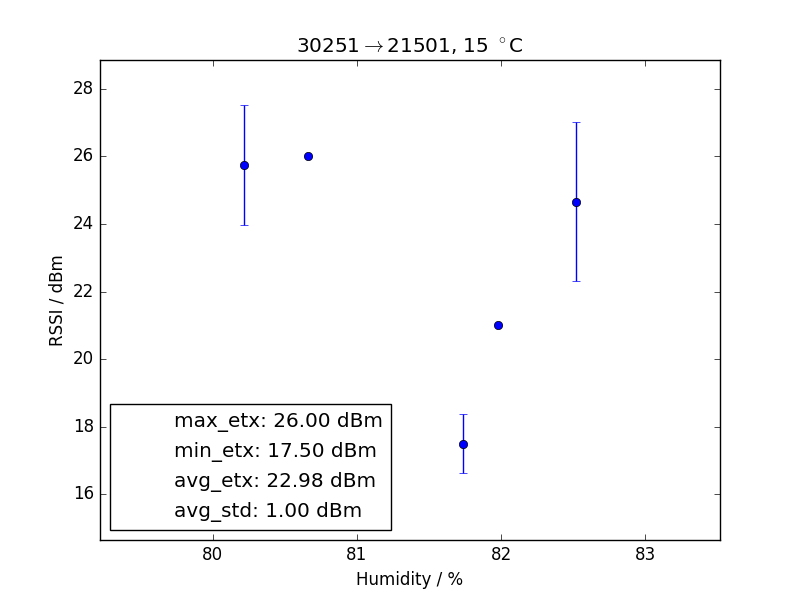 30251→21501, 15 °C
RSSI / dBm
28
26
24
22
20
18
16
max_etx: 26.00 dBm
min_etx: 17.50 dBm
avg_etx: 22.98 dBm
avg_std: 1.00 dBm
80 81 82 83
Humidity / %